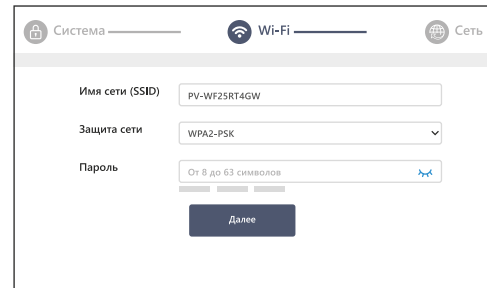 Система Wi-Fi Сеть
Имя сети (SSID) PV-WF25RT4GW
Защита сети WPA2-PSK
Пароль От 8 до 63 символов
Далее